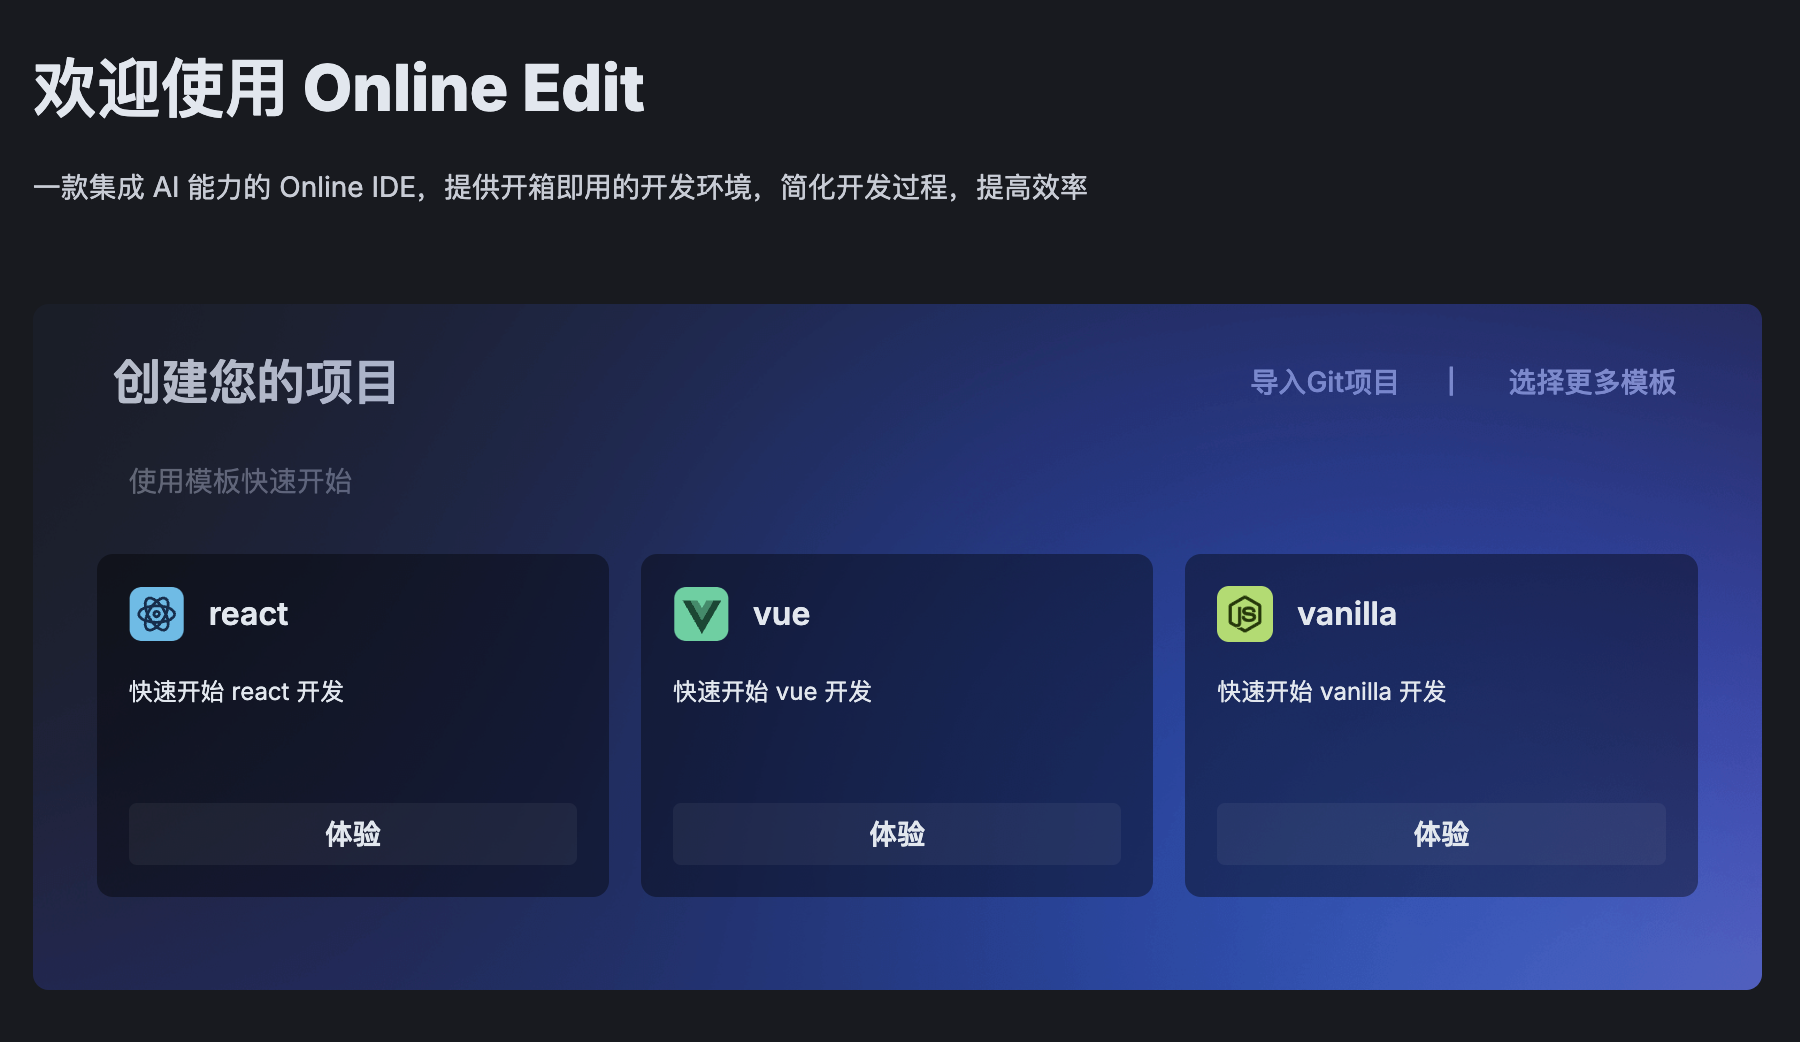 欢迎使用 Online Edit
一款集成 AI 能力的 Online IDE，提供开箱即用的开发环境，简化开发过程，提高效率
创建您的项目
导入Git项目 | 选择更多模板
使用模板快速开始
react
快速开始 react 开发
体验
vue
快速开始 vue 开发
体验
JS
vanilla
快速开始 vanilla 开发
体验